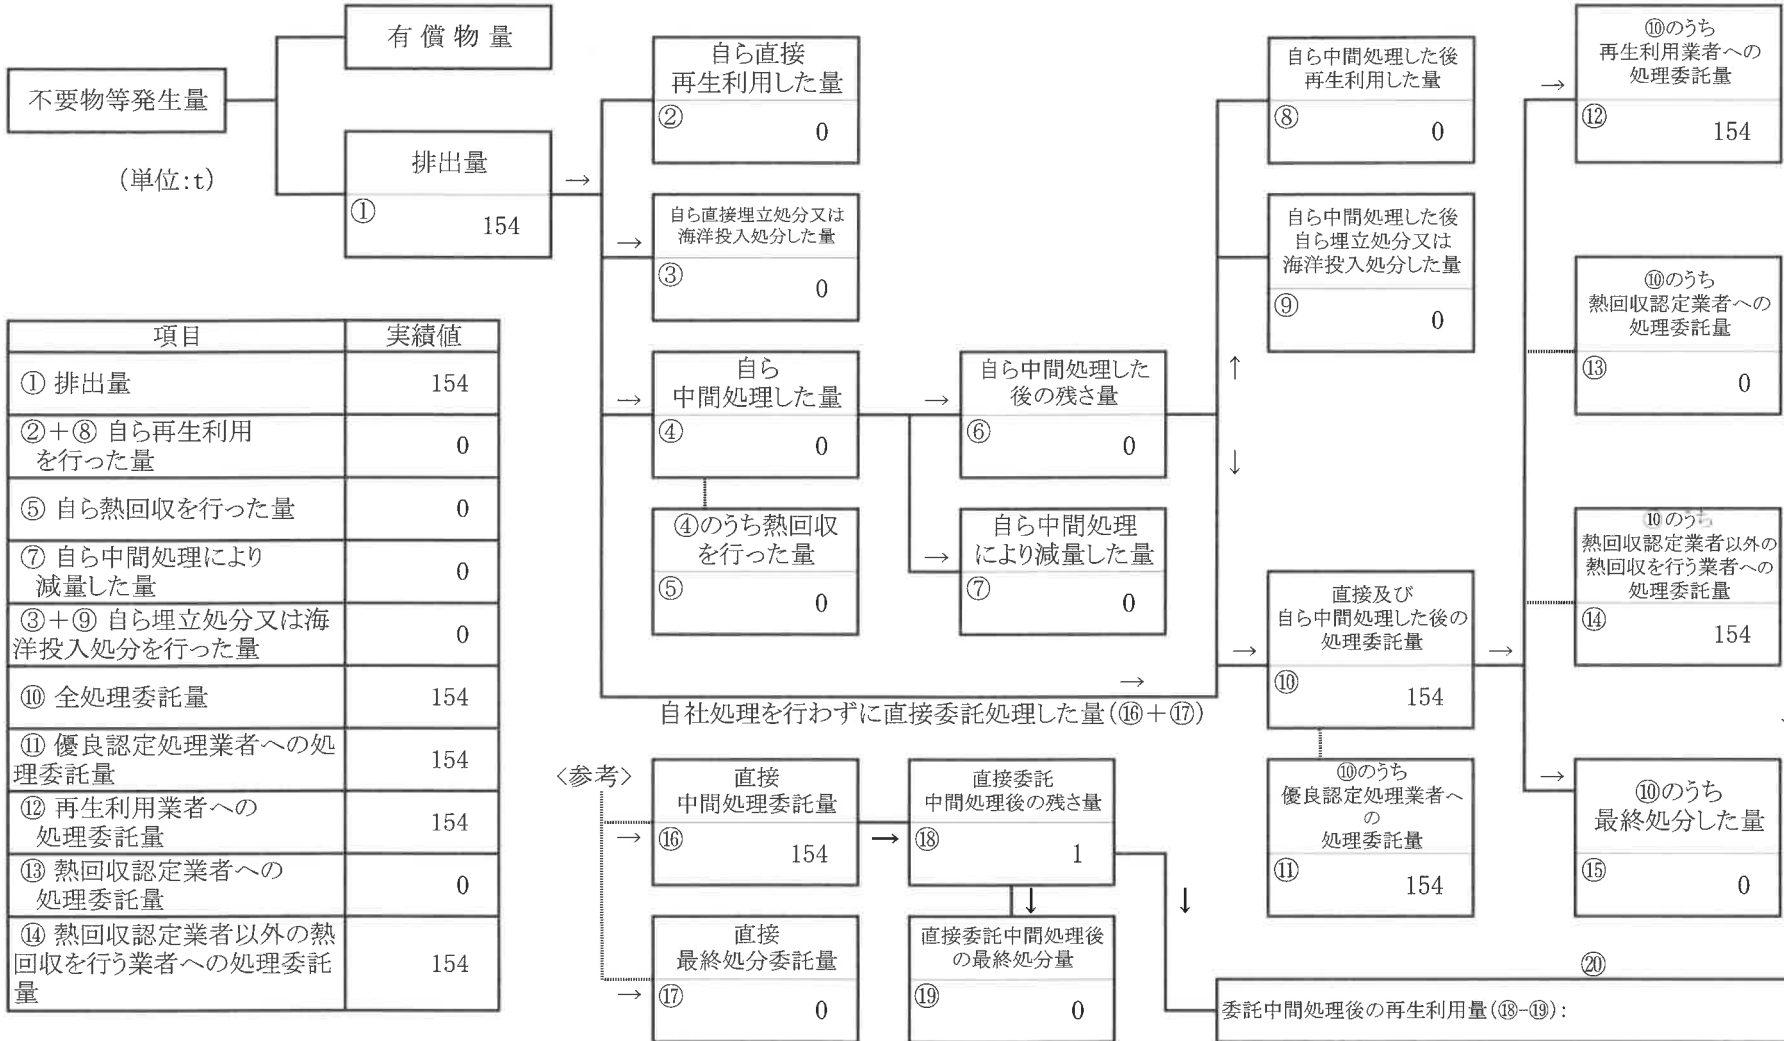 有償物量
不要物等発生量
(単位:t)
排出量
①
154
→
自ら直接
再生利用した量
②
0
→
自ら直接埋立処分又は
海洋投入処分した量
③
0
→
自ら
中間処理した量
④
0
④のうち熱回収
を行った量
⑤
0
→
自ら中間処理した
後の残さ量
⑥
0
→
自ら中間処理
により減量した量
⑦
0
↑
↓
自ら中間処理した後
再生利用した量
⑧
0
自ら中間処理した後
自ら埋立処分又は
海洋投入処分した量
⑨
0
→
自社処理を行わずに直接委託処理した量(⑯+⑰)
→
直接及び
自ら中間処理した後の
処理委託量
⑩
154
→
⑩のうち
優良認定処理業者へ
の
処理委託量
⑪
154
→
⑩のうち
再生利用業者への
処理委託量
⑫
154
⑩のうち
熱回収認定業者への
処理委託量
⑬
0
⑩のうち
熱回収認定業者以外の
熱回収を行う業者への
処理委託量
⑭
154
→
⑩のうち
最終処分した量
⑮
0
項目 実績値
① 排出量 154
②+⑧ 自ら再生利用
を行った量 0
⑤ 自ら熱回収を行った量 0
⑦ 自ら中間処理により
減量した量 0
③+⑨ 自ら埋立処分又は海
洋投入処分を行った量 0
⑩ 全処理委託量 154
⑪ 優良認定処理業者への処
理委託量 154
⑫ 再生利用業者への
処理委託量 154
⑬ 熱回収認定業者への
処理委託量 0
⑭ 熱回収認定業者以外の熱
回収を行う業者への処理委託
量 154
<参考>
→
直接
中間処理委託量
⑯
154
→
直接委託
中間処理後の残さ量
⑱
1
↓
↓
→
直接
最終処分委託量
⑰
0
直接委託中間処理後
の最終処分量
⑲
0
⑳
委託中間処理後の再生利用量(⑱-⑲):